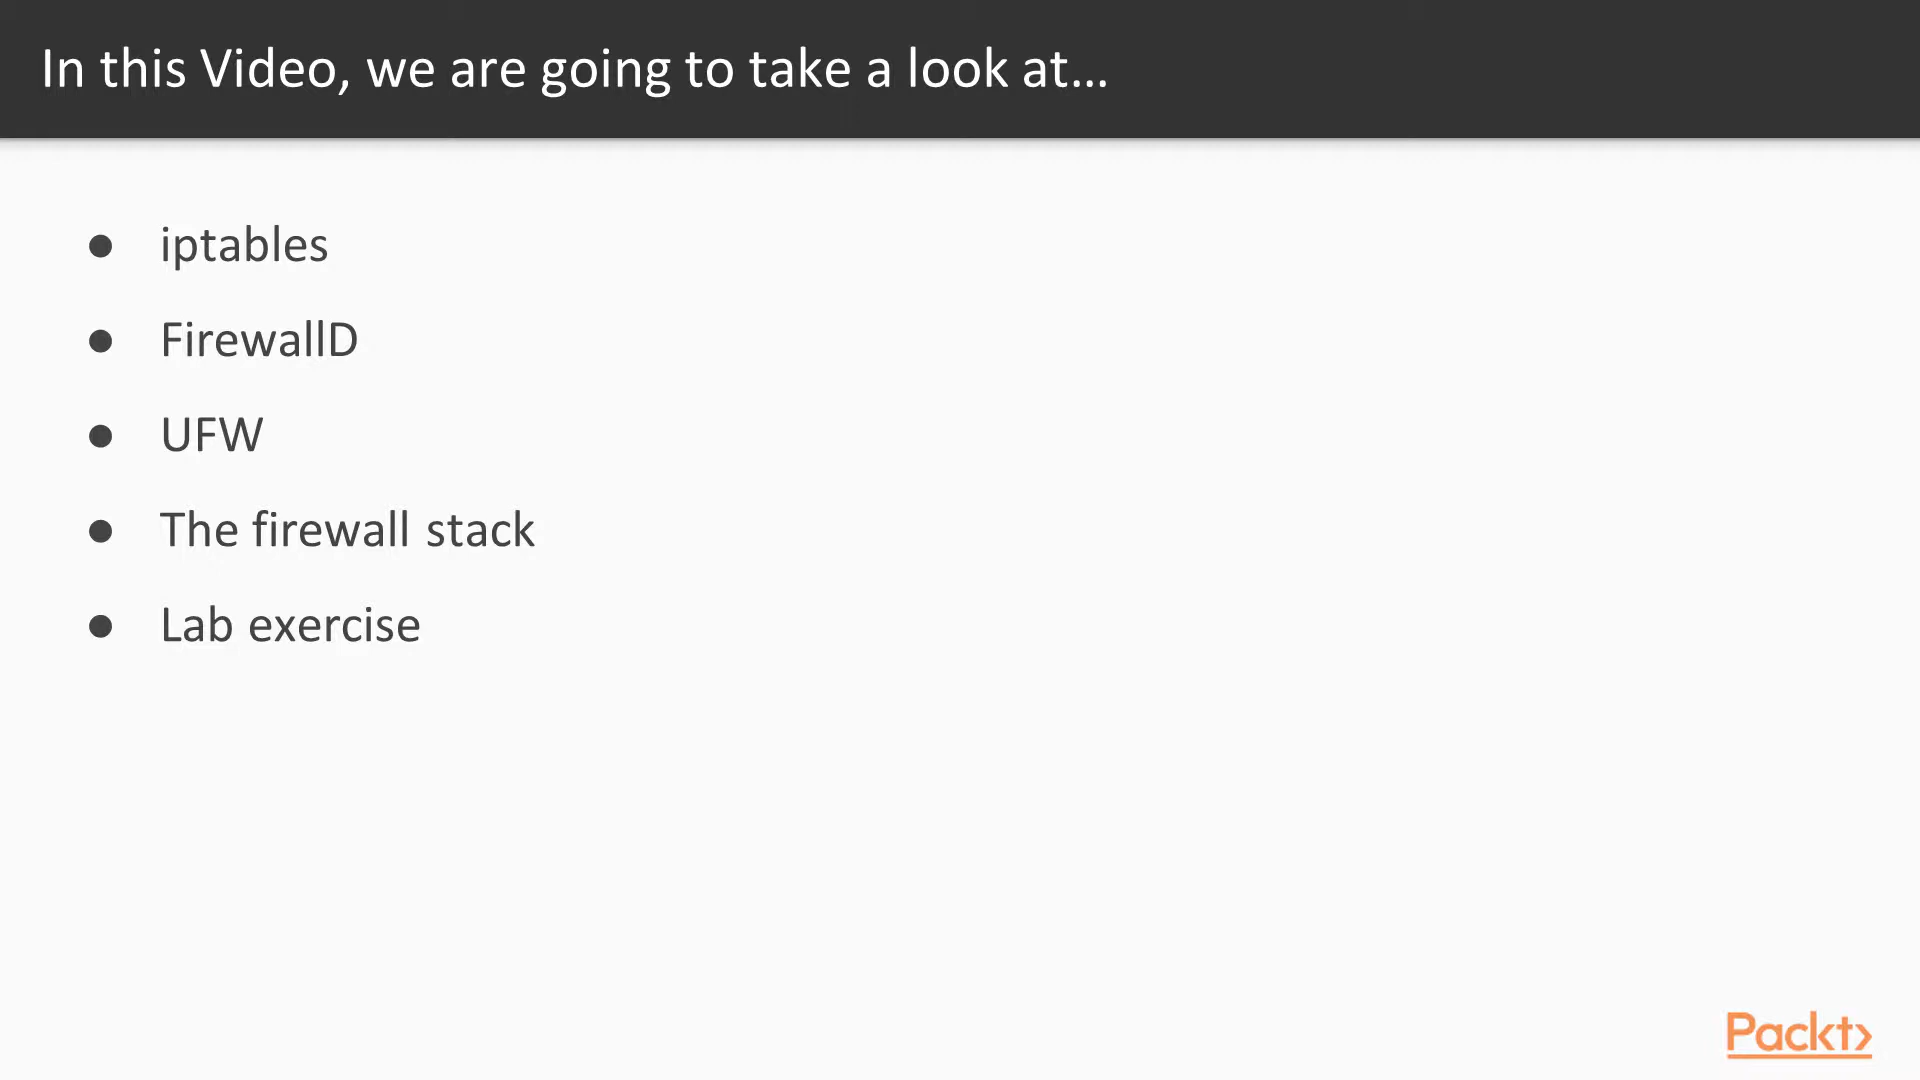 In this Video, we are going to take a look at...
● iptables
● FirewallD
● UFW
● The firewall stack
● Lab exercise
Packt>